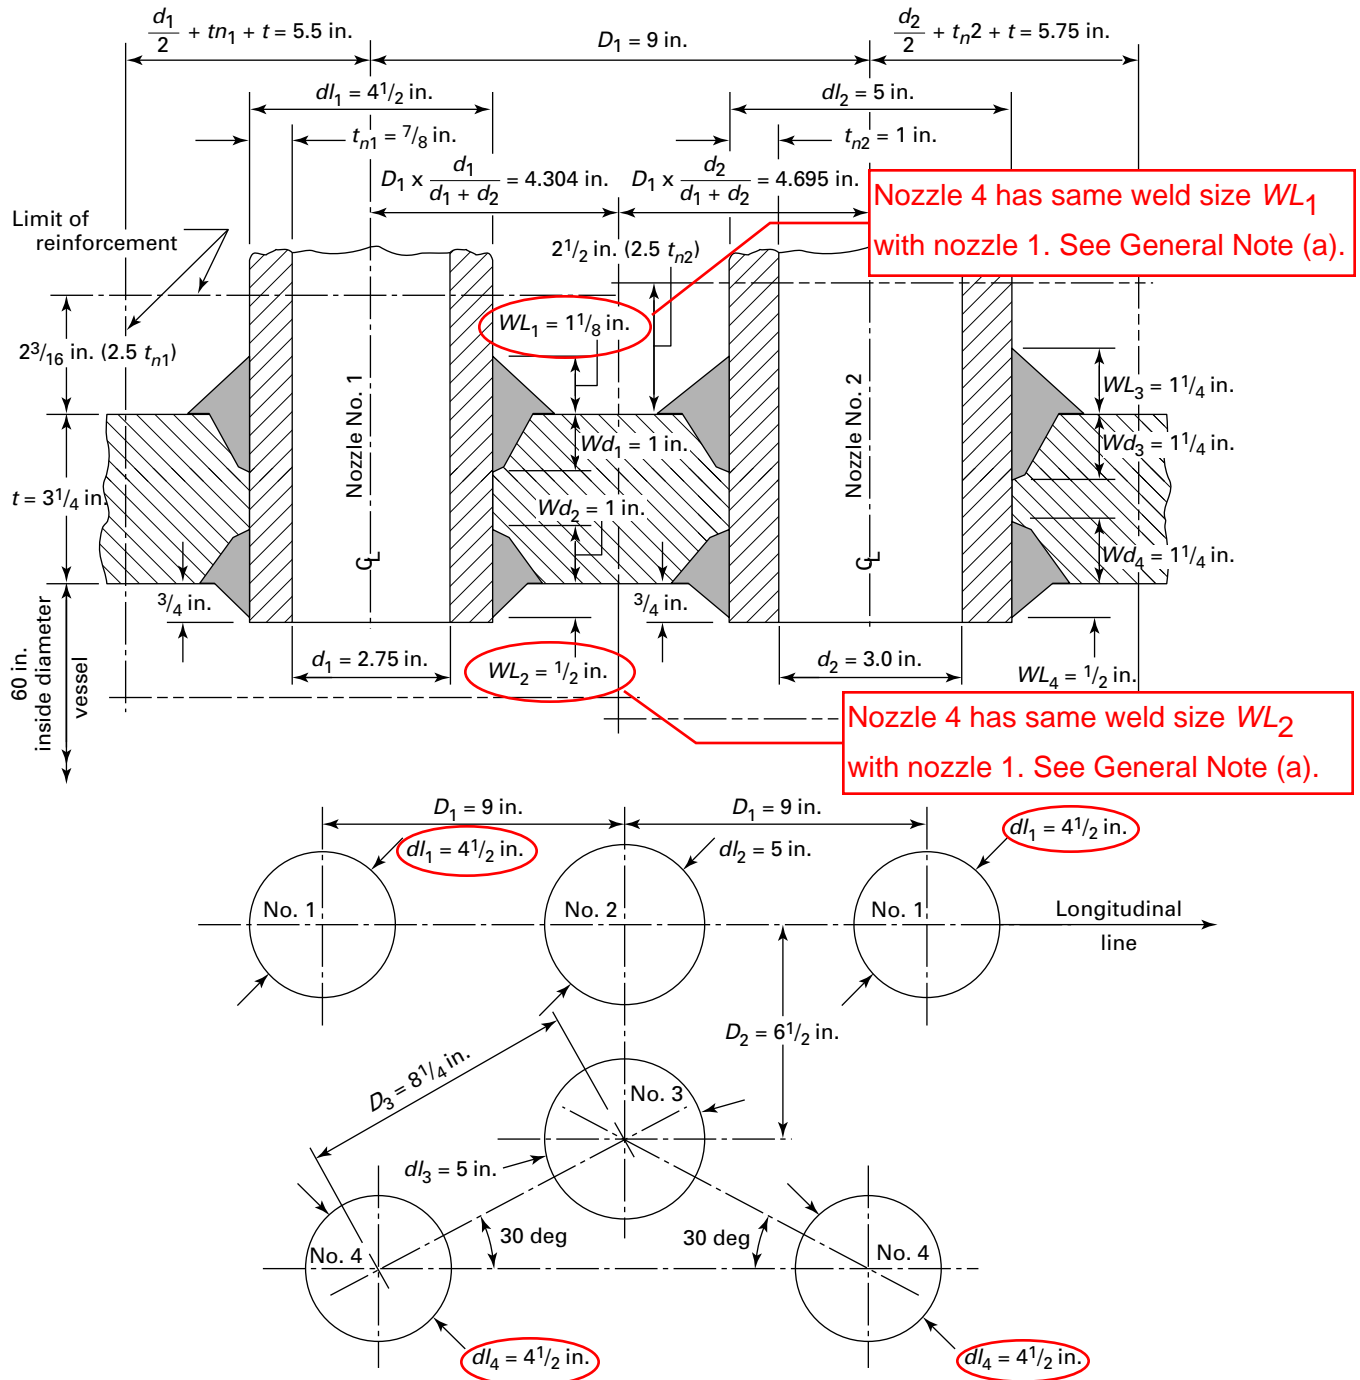 d1/2 + tn1 + t = 5.5 in.
D1 = 9 in.
d2/2 + tn2 + t = 5.75 in.
dl1 = 4 1/2 in.
dl2 = 5 in.
tn1 = 7/8 in.
tn2 = 1 in.
D1 x d1/(d1 + d2) = 4.304 in.
D1 x d2/(d1 + d2) = 4.695 in.
Nozzle 4 has same weld size WL1
with nozzle 1. See General Note (a).
Limit of
reinforcement
2 1/2 in. (2.5 tn2)
WL1 = 1 1/8 in.
2 3/16 in. (2.5 tn1)
Nozzle No. 1
Nozzle No. 2
WL3 = 1 1/4 in.
Wd1 = 1 in.
Wd3 = 1 1/4 in.
t = 3 1/4 in.
Wd2 = 1 in.
CL
CL
Wd4 = 1 1/4 in.
3/4 in.
3/4 in.
60 in.
inside diameter
vessel
d1 = 2.75 in.
WL2 = 1/2 in.
d2 = 3.0 in.
WL4 = 1/2 in.
Nozzle 4 has same weld size WL2
with nozzle 1. See General Note (a).
D1 = 9 in.
D1 = 9 in.
dl1 = 4 1/2 in.
dl2 = 5 in.
dl1 = 4 1/2 in.
No. 1
No. 2
No. 1
Longitudinal
line
D2 = 6 1/2 in.
D3 = 8 1/4 in.
No. 3
dl3 = 5 in.
30 deg
30 deg
No. 4
No. 4
dl4 = 4 1/2 in.
dl4 = 4 1/2 in.